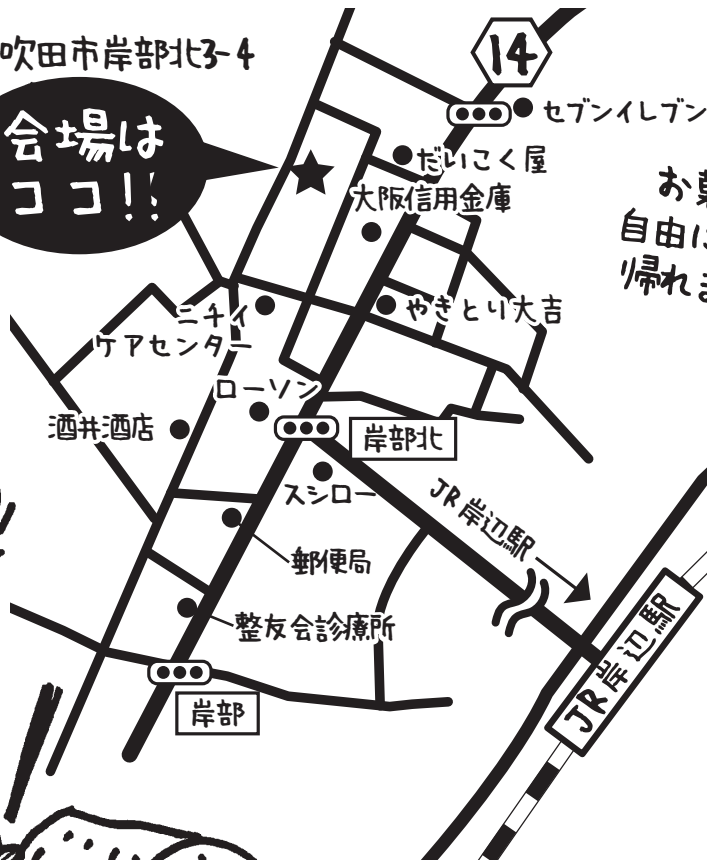 吹田市岸部北3-4
会場は
ココ!!
14
セブンイレブン
だいこく屋
大阪信用金庫
自由に
帰れま
ニチイ
ケアセンター
やきとり大吉
ローソン
酒井酒店
岸部北
スシロー
JR岸辺駅
郵便局
整友会診療所
岸部
JR岸辺駅